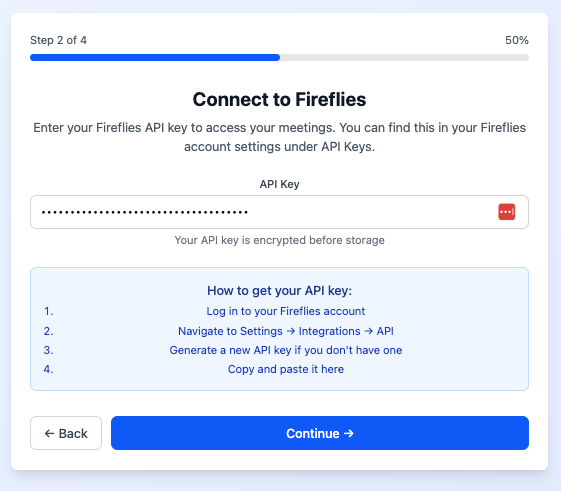 Step 2 of 4
50%
Connect to Fireflies
Enter your Fireflies API key to access your meetings. You can find this in your Fireflies
account settings under API Keys.
API Key
••••••••••••••••••••••••••••••••••••
Your API key is encrypted before storage
How to get your API key:
1. Log in to your Fireflies account
2. Navigate to Settings → Integrations → API
3. Generate a new API key if you don't have one
4. Copy and paste it here
← Back
Continue →